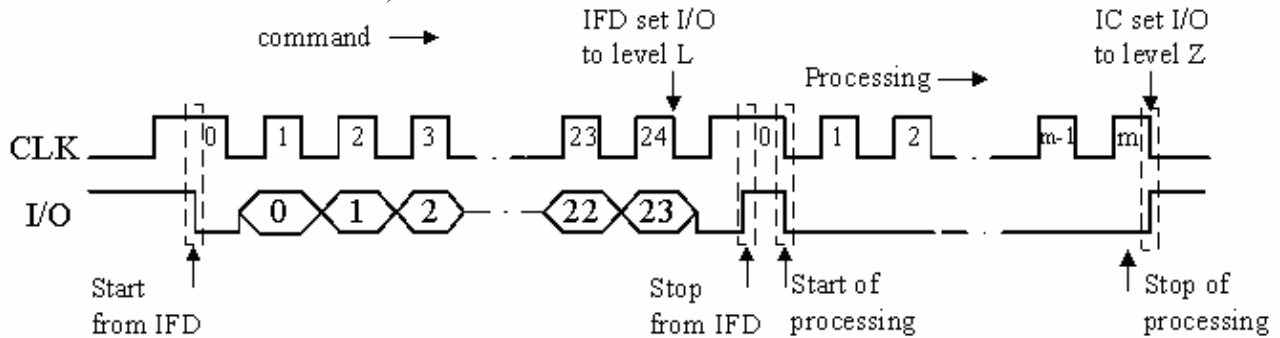 command
IFD set I/O
to level L
IC set I/O
to level Z
Processing
CLK
0 1 2 3 23 24 0 1 2 m-1 m
I/O
0 1 2 22 23
Start
from IFD
Stop
from IFD
Start of
processing
Stop of
processing